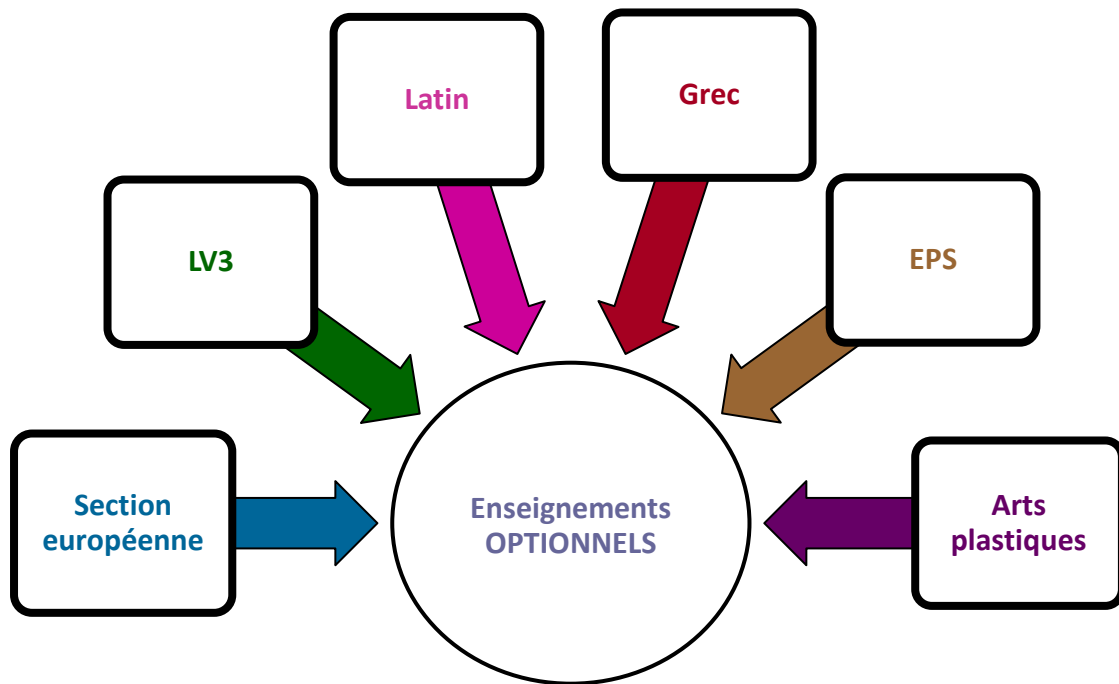 Latin
Grec
LV3
EPS
Section
européenne
Enseignements
OPTIONNELS
Arts
plastiques